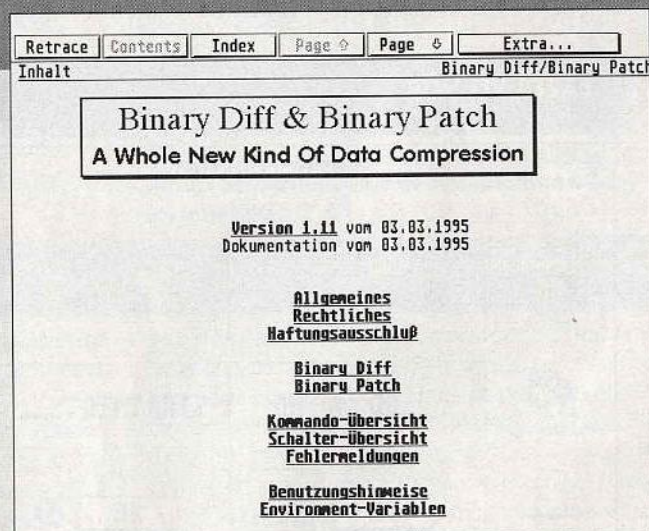 Retrace Contents Index Page ⇧ Page ⇩ Extra...
Inhalt Binary Diff/Binary Patch
Binary Diff & Binary Patch
A Whole New Kind Of Data Compression
Version 1.11 vom 03.03.1995
Dokumentation vom 03.03.1995
Allgemeines
Rechtliches
Haftungsausschluß
Binary Diff
Binary Patch
Kommando-Übersicht
Schalter-Übersicht
Fehlermeldungen
Benutzungshinweise
Environment-Variablen